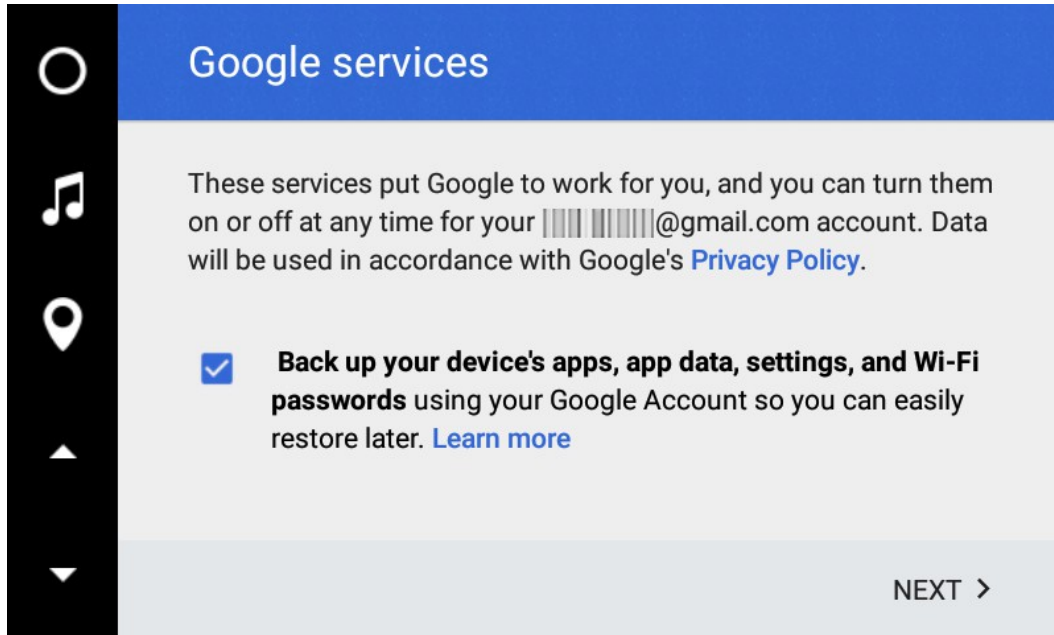 Google services
These services put Google to work for you, and you can turn them
on or off at any time for your @gmail.com account. Data
will be used in accordance with Google's Privacy Policy.
Back up your device's apps, app data, settings, and Wi-Fi
passwords using your Google Account so you can easily
restore later. Learn more
NEXT